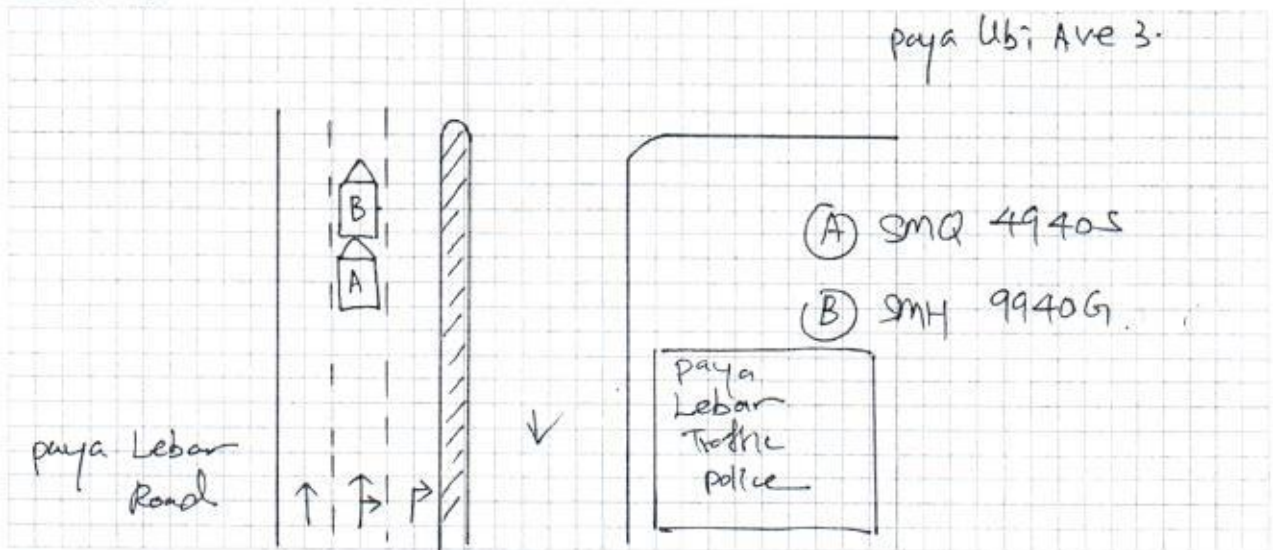 paya Ubi Ave 3.
B
A
(A) SMQ 4940S
(B) SMH 9940G.
paya
Lebar
Traffic
police
paya Lebar
Road